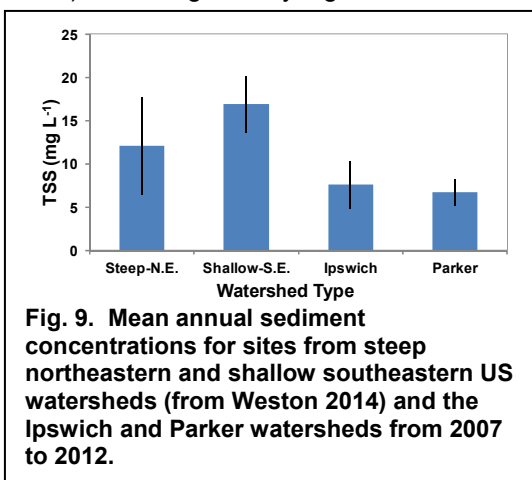 25
20
15
10
5
0
TSS (mg L-1)
Steep-N.E. Shallow-S.E. Ipswich Parker
Watershed Type
Fig. 9. Mean annual sediment
concentrations for sites from steep
northeastern and shallow southeastern US
watersheds (from Weston 2014) and the
Ipswich and Parker watersheds from 2007
to 2012.